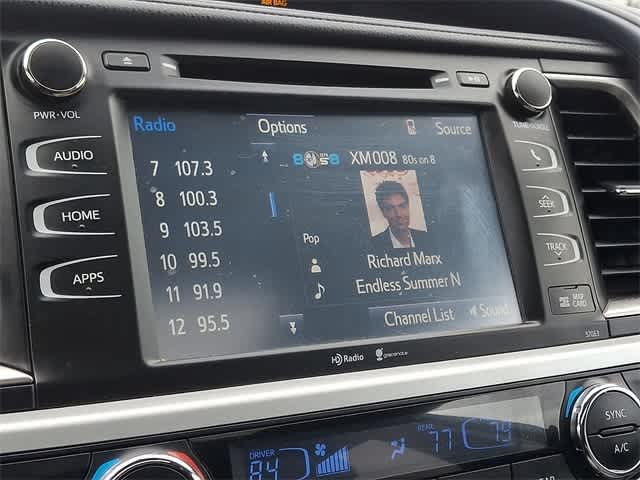 AIR BAG
PWR•VOL
TUNE•SCROLL
AUDIO
HOME
APPS
SEEK
TRACK
MAP CARD
57063
Radio
Options
Source
7 107.3
8 100.3
9 103.5
10 99.5
11 91.9
12 95.5
XM008 80s on 8
Pop
Richard Marx
Endless Summer N
Channel List
Sound
HD Radio
gracenote
DRIVER
84
REAR
77
SYNC
A/C